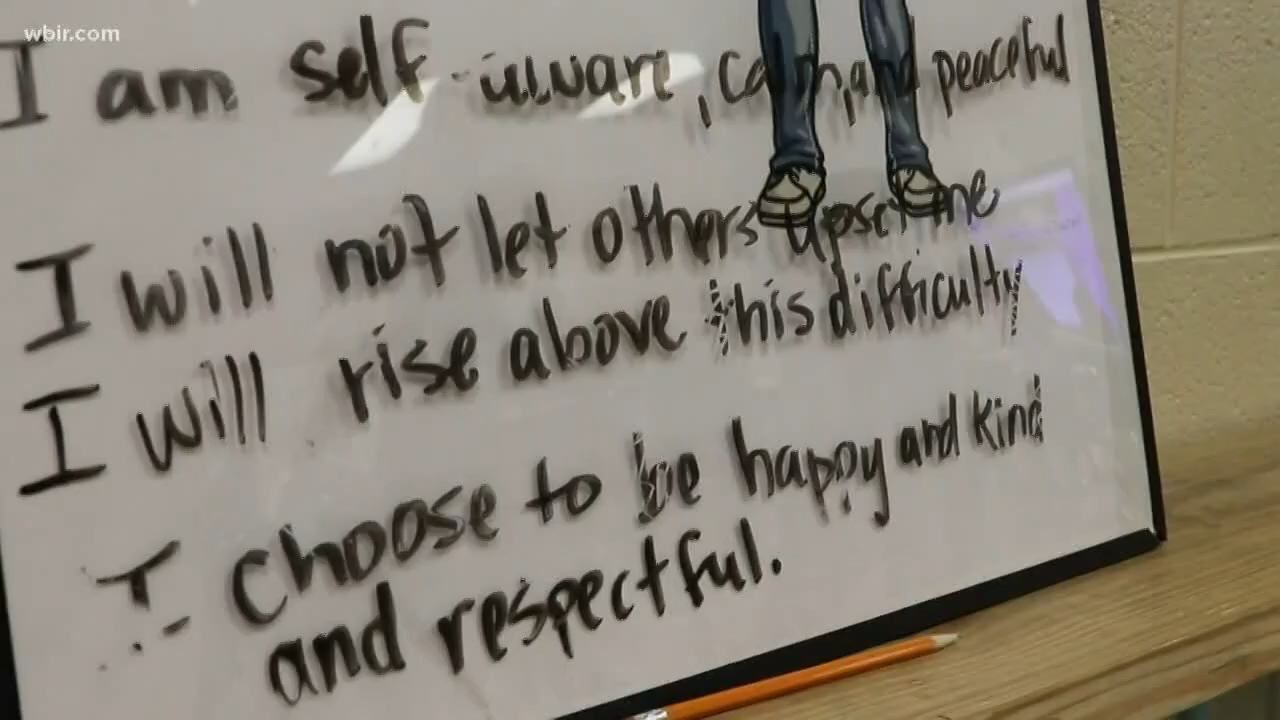 wbir.com
I am self-aware, calm, and peaceful
I will not let others upset me
I will rise above this difficulty
I choose to be happy and kind
and respectful.